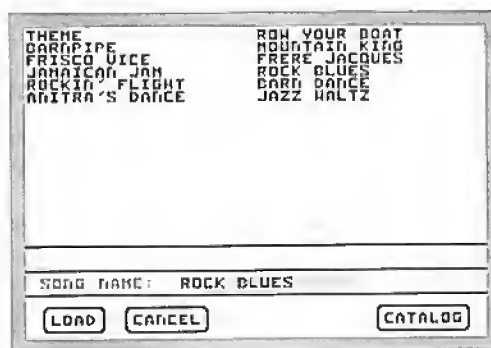 THEME
BARNPIPE
FRISCO VICE
JAMAICAN JAM
ROCKIN' FLIGHT
ANITRA'S DANCE
ROW YOUR BOAT
MOUNTAIN KING
FRERE JACQUES
ROCK BLUES
BARN DANCE
JAZZ WALTZ
SONG NAME: ROCK BLUES
LOAD CANCEL CATALOG